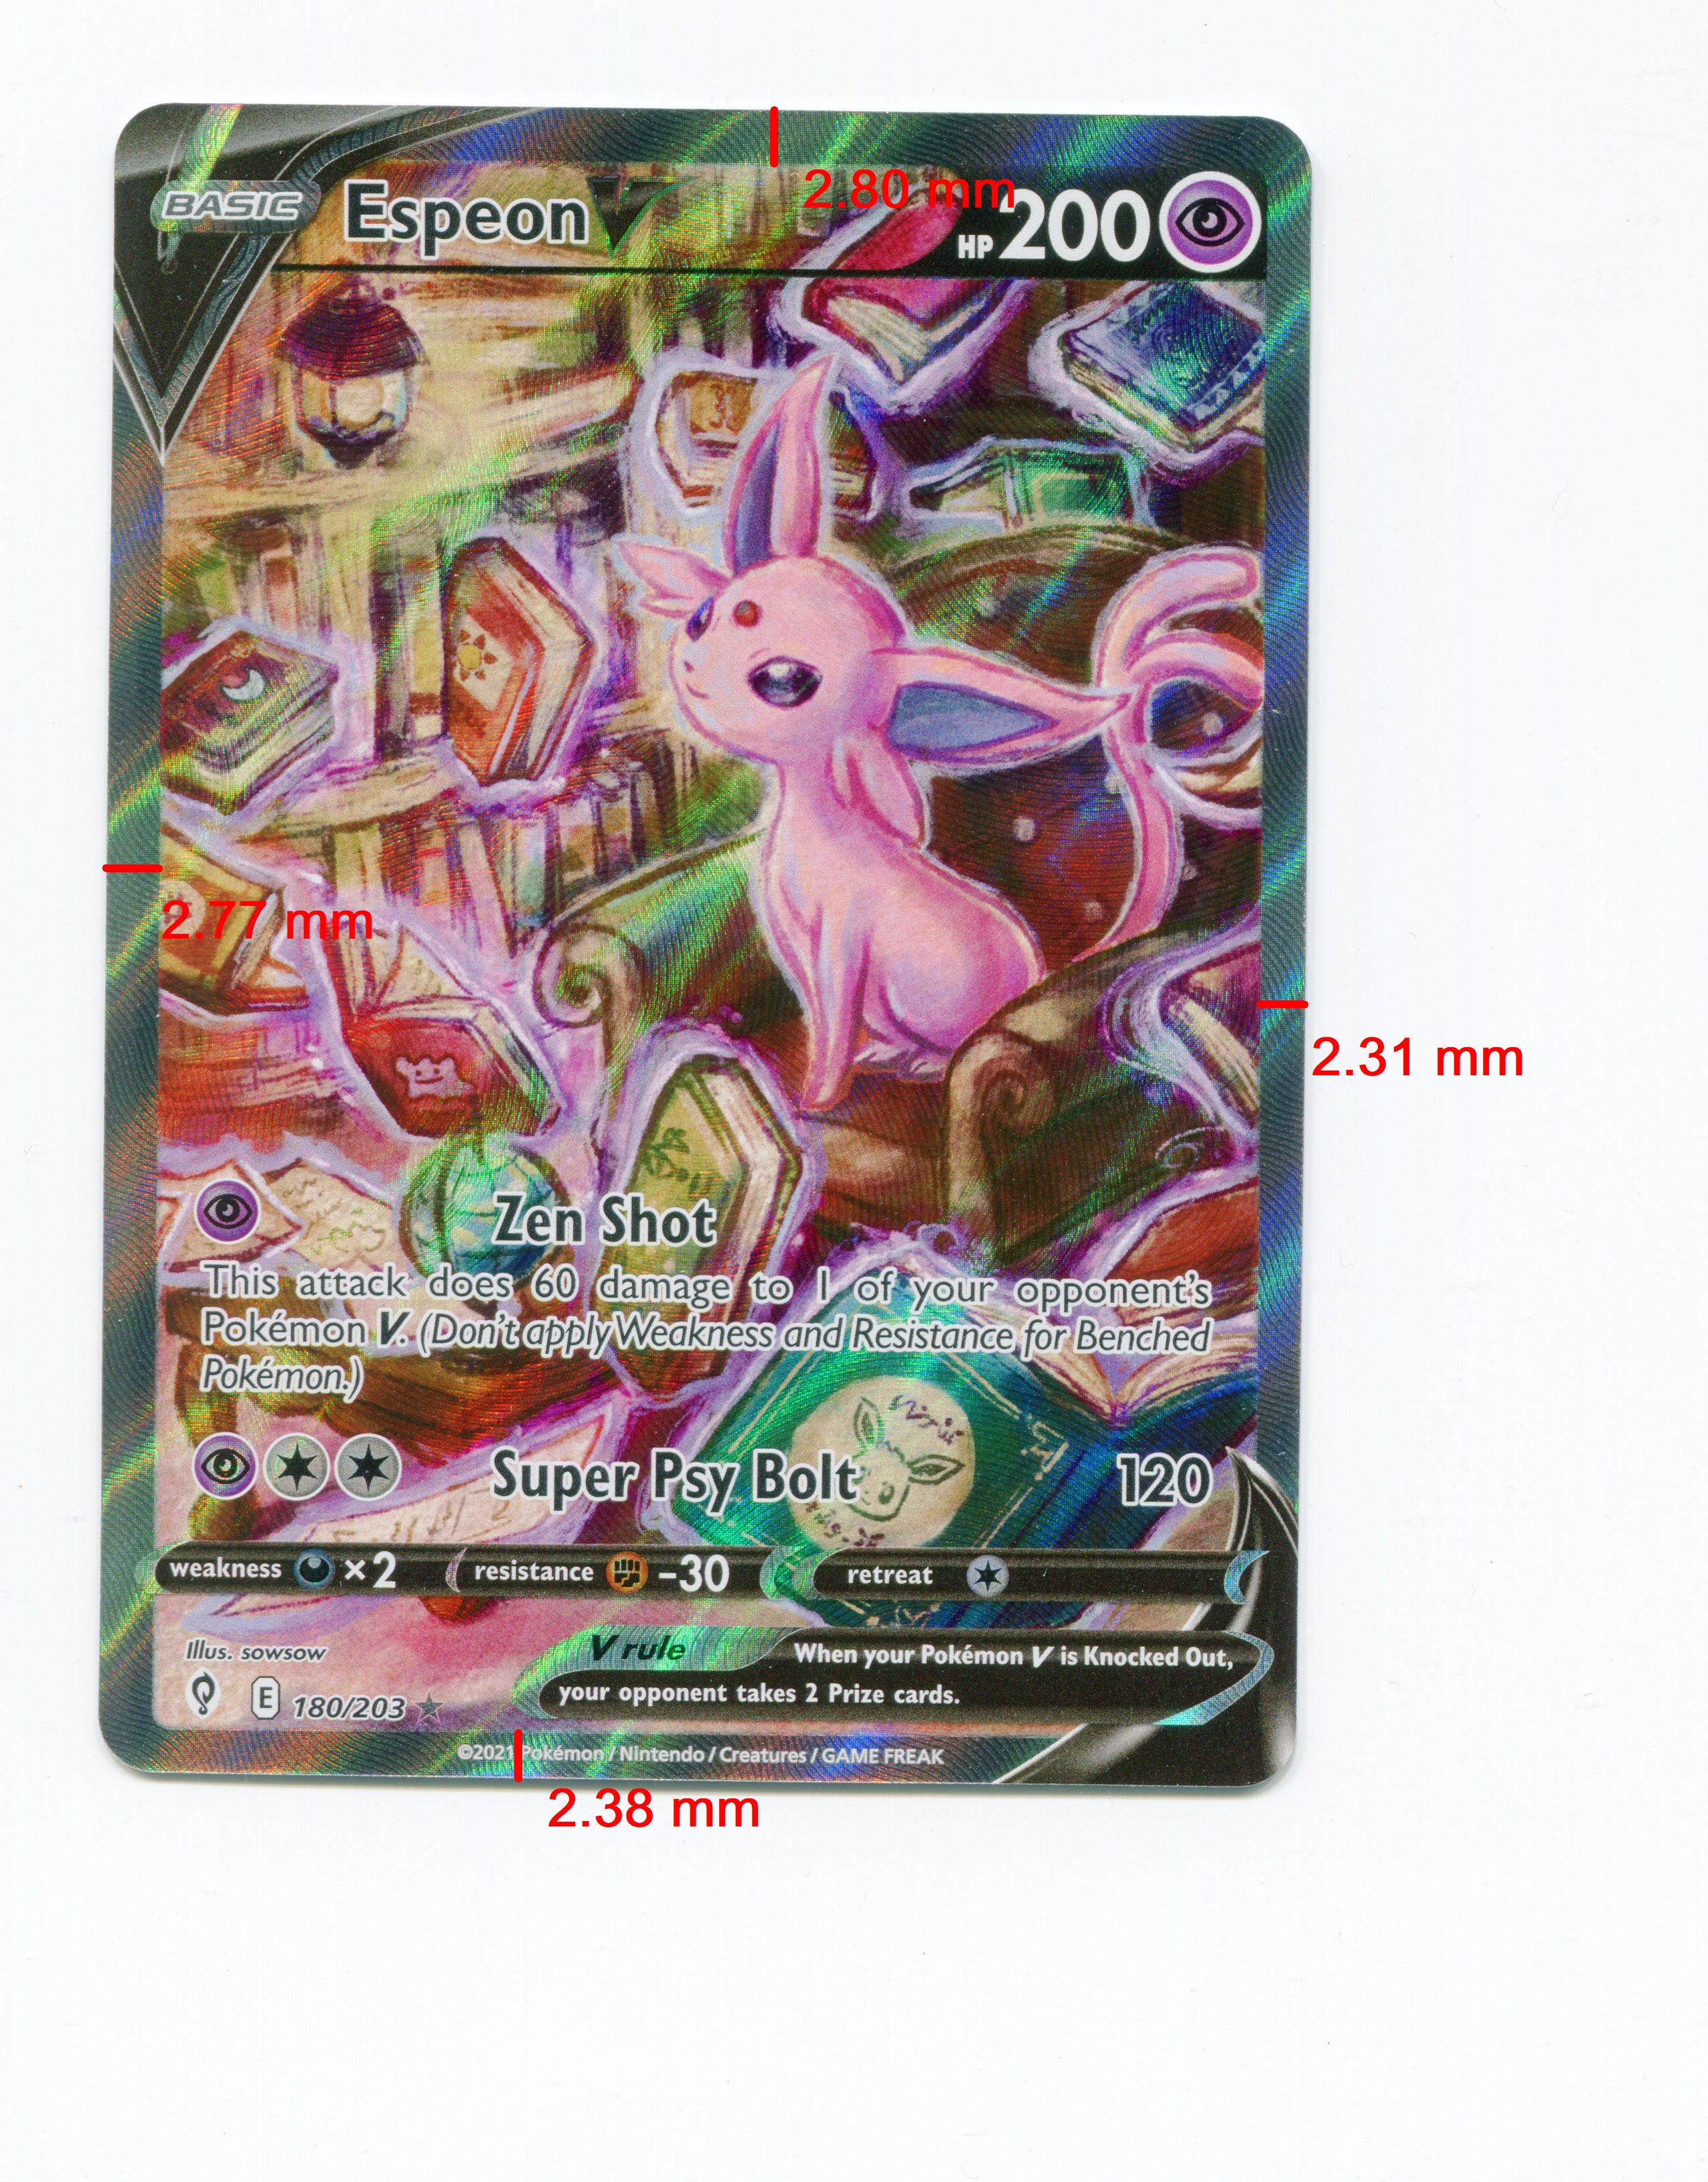 2.80 mm
BASIC Espeon V HP 200
2.77 mm
2.31 mm
Zen Shot
This attack does 60 damage to 1 of your opponent's
Pokémon V. (Don't apply Weakness and Resistance for Benched
Pokémon.)
Super Psy Bolt 120
weakness ×2 resistance -30 retreat
Illus. sowsow
V rule When your Pokémon V is Knocked Out,
your opponent takes 2 Prize cards.
E 180/203 ★
©2021 Pokémon / Nintendo / Creatures / GAME FREAK
2.38 mm